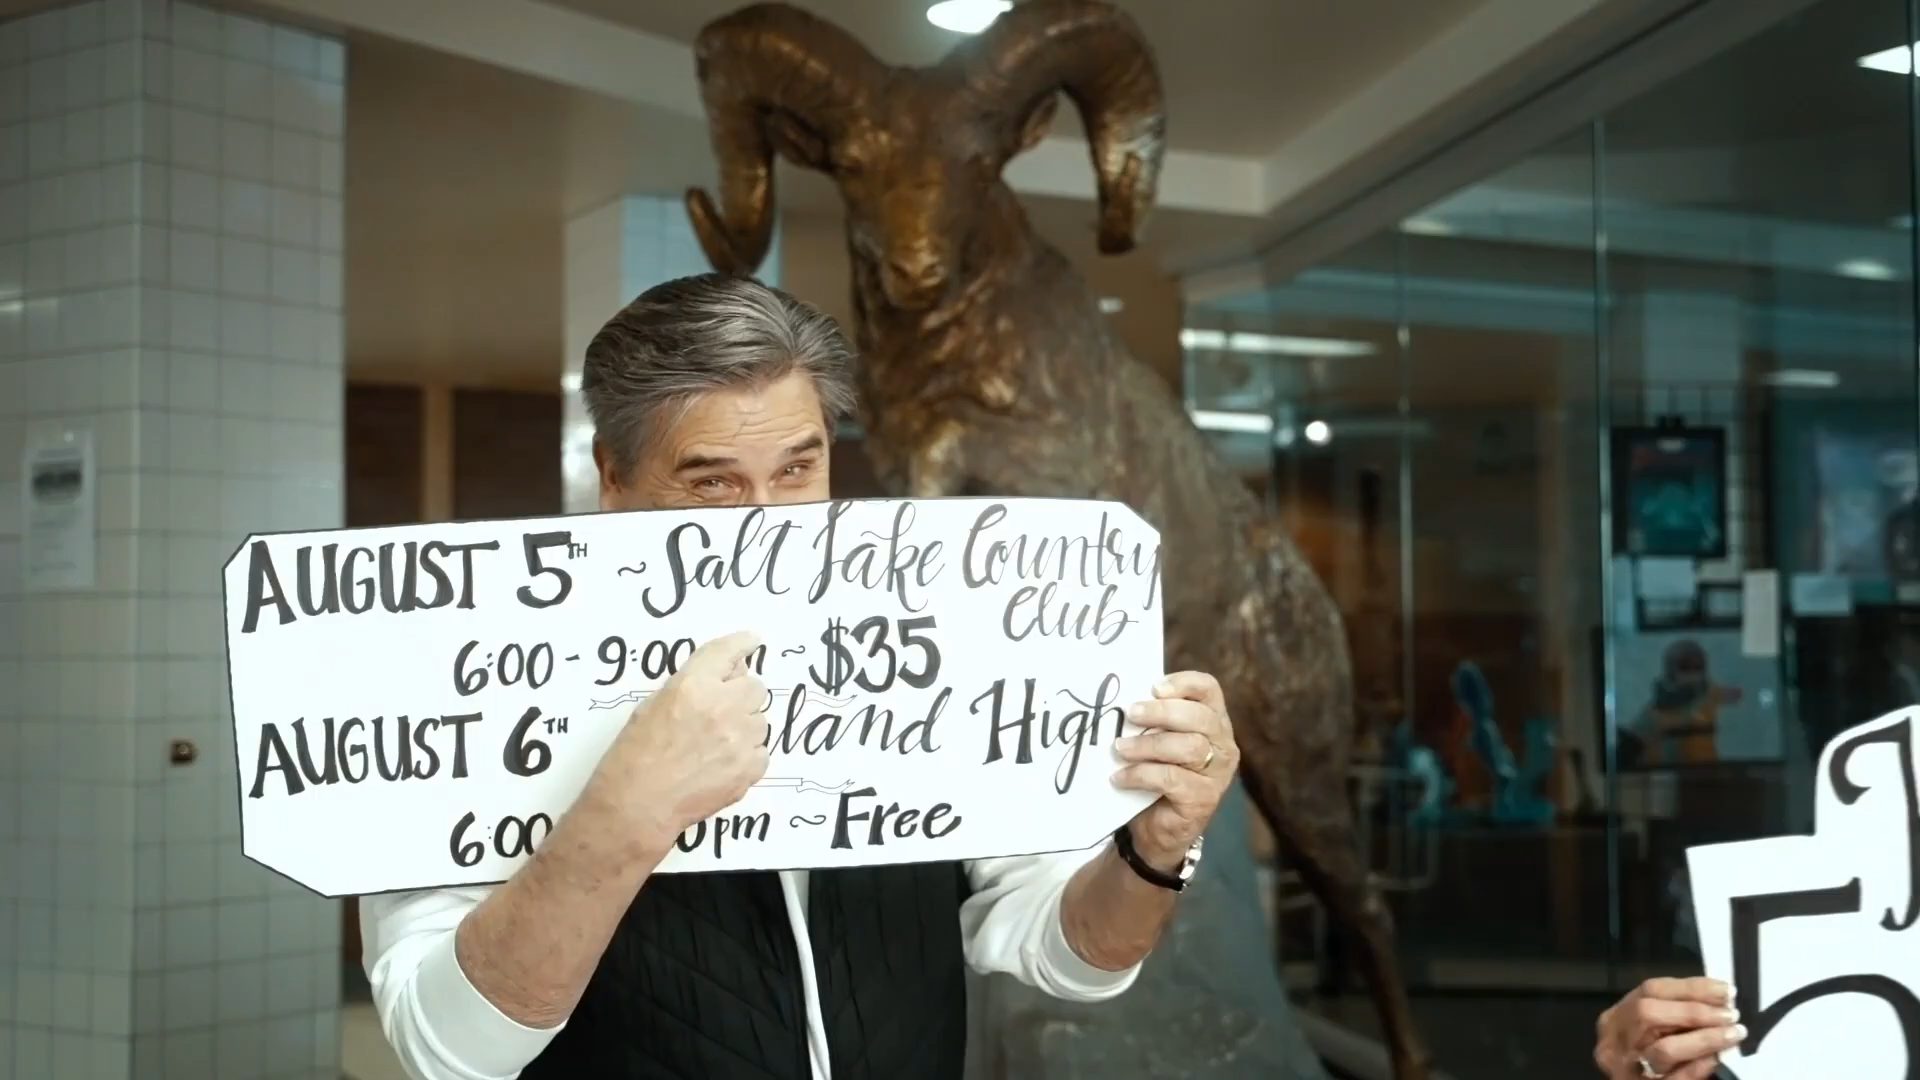 AUGUST 5TH ~ Salt Lake Country
Club
6:00 - 9:00 ~ $35
AUGUST 6TH High
6:00 pm ~ Free
5